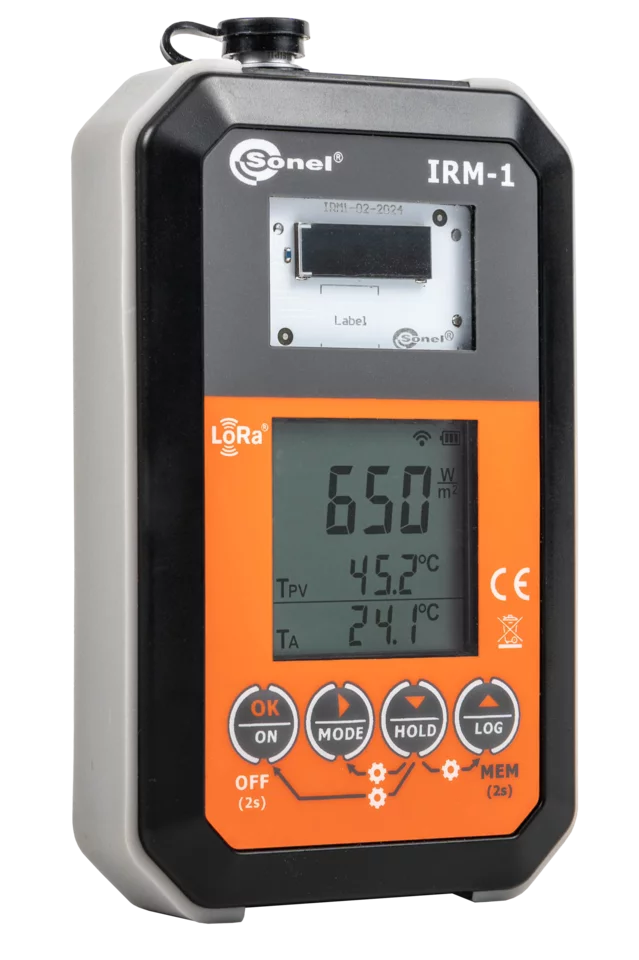 Sonel®
IRM-1
IRM1-02-2024
Label
Sonel®
LoRa®
650 W/m²
TPV 45.2°C
TA 24.1°C
CE
OK
ON
MODE
HOLD
LOG
OFF
(2s)
MEM
(2s)